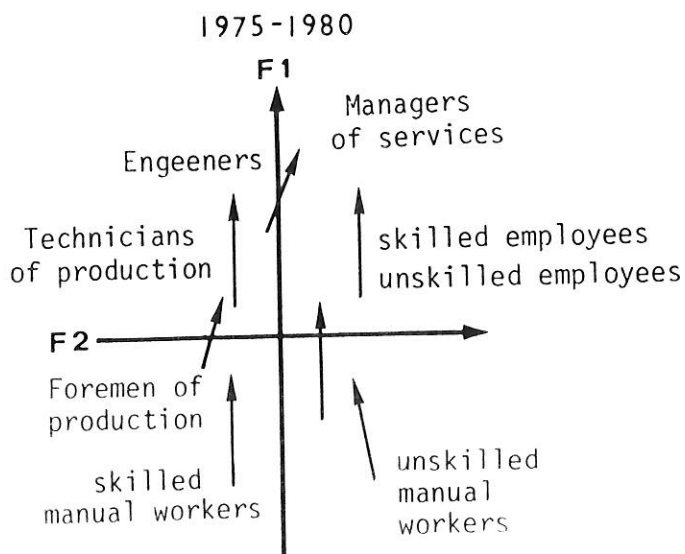 1975-1980
F1
Managers
of services
Engeeners
Technicians
of production
skilled employees
unskilled employees
F2
Foremen of
production
skilled
manual workers
unskilled
manual
workers